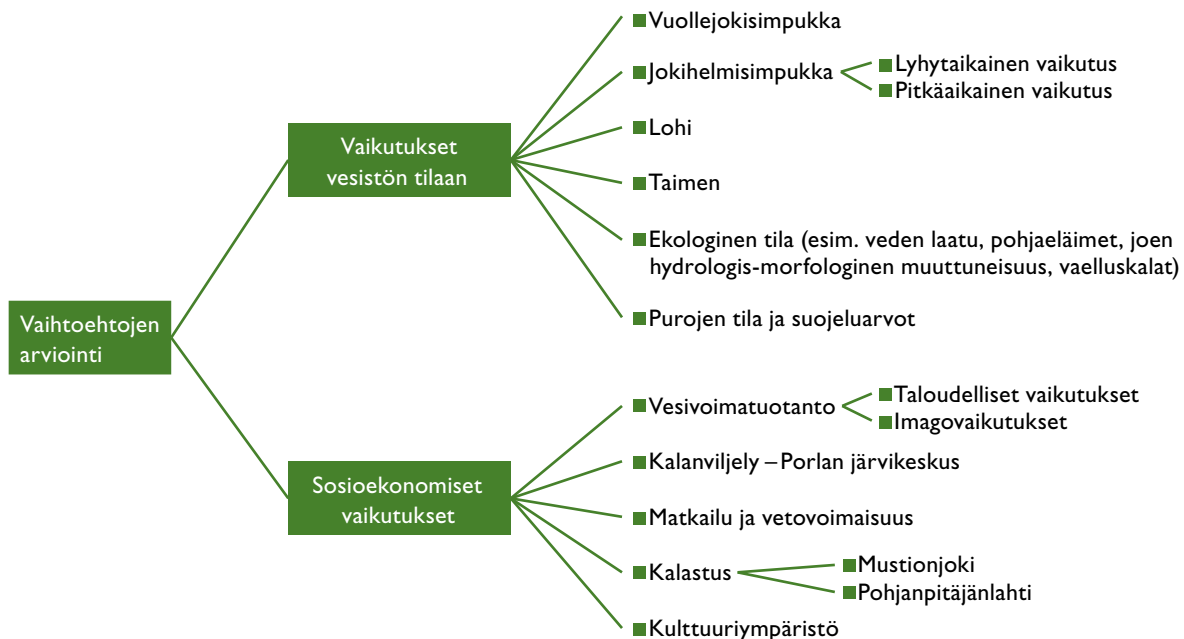 Vaihtoehtojen
arviointi
Vaikutukset
vesistön tilaan
Vuollejokisimpukka
Jokihelmisimpukka
Lyhytaikainen vaikutus
Pitkäaikainen vaikutus
Lohi
Taimen
Ekologinen tila (esim. veden laatu, pohjaeläimet, joen
hydrologis-morfologinen muuttuneisuus, vaelluskalat)
Purojen tila ja suojeluarvot
Sosioekonomiset
vaikutukset
Vesivoimatuotanto
Taloudelliset vaikutukset
Imagovaikutukset
Kalanviljely – Porlan järvikeskus
Matkailu ja vetovoimaisuus
Kalastus
Mustionjoki
Pohjanpitäjänlahti
Kulttuuriympäristö